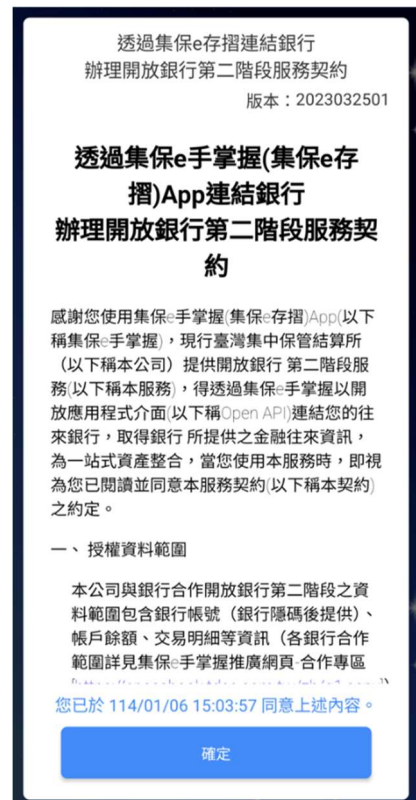 透過集保e存摺連結銀行
辦理開放銀行第二階段服務契約
版本：2023032501
透過集保e手掌握(集保e存
摺)App連結銀行
辦理開放銀行第二階段服務契
約
感謝您使用集保e手掌握(集保e存摺)App(以下
稱集保e手掌握)，現行臺灣集中保管結算所
（以下稱本公司）提供開放銀行 第二階段服
務(以下稱本服務)，得透過集保e手掌握以開
放應用程式介面(以下稱Open API)連結您的往
來銀行，取得銀行 所提供之金融往來資訊，
為一站式資產整合，當您使用本服務時，即視
為您已閱讀並同意本服務契約(以下稱本契約)
之約定。
一、 授權資料範圍
本公司與銀行合作開放銀行第二階段之資
料範圍包含銀行帳號（銀行隱碼後提供）、
帳戶餘額、交易明細等資訊（各銀行合作
範圍詳見集保e手掌握推廣網頁-合作專區
您已於 114/01/06 15:03:57 同意上述內容。
確定